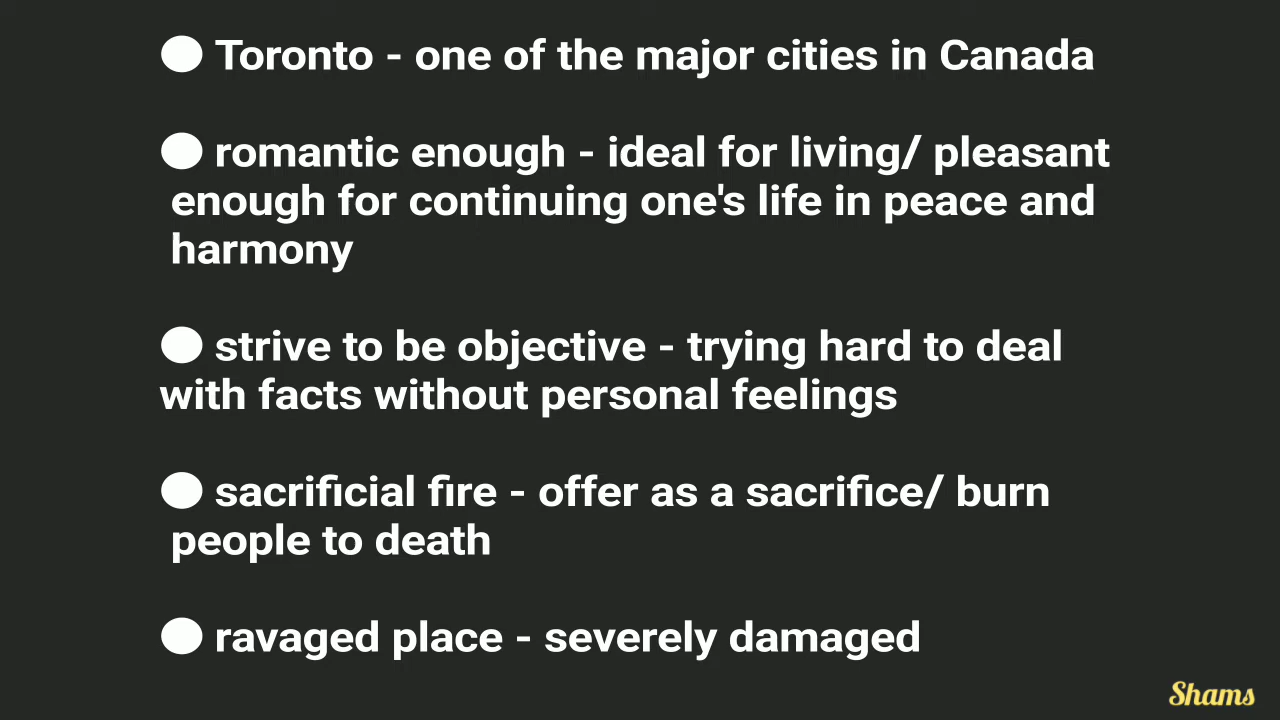 ● Toronto - one of the major cities in Canada
● romantic enough - ideal for living/ pleasant
enough for continuing one's life in peace and
harmony
● strive to be objective - trying hard to deal
with facts without personal feelings
● sacrificial fire - offer as a sacrifice/ burn
people to death
● ravaged place - severely damaged
Shams